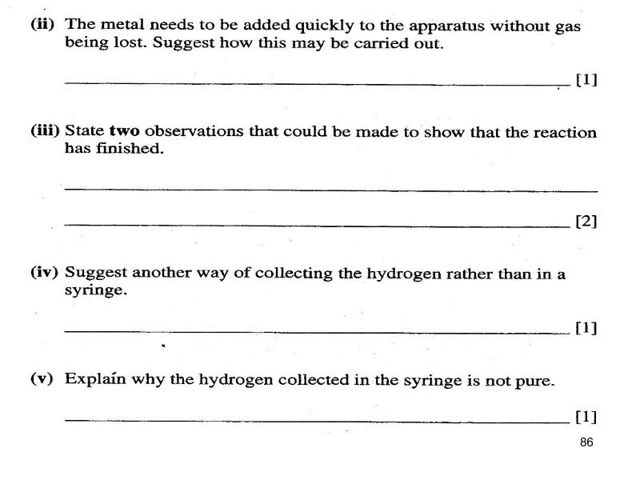 (ii) The metal needs to be added quickly to the apparatus without gas
being lost. Suggest how this may be carried out.
[1]
(iii) State two observations that could be made to show that the reaction
has finished.
[2]
(iv) Suggest another way of collecting the hydrogen rather than in a
syringe.
[1]
(v) Explain why the hydrogen collected in the syringe is not pure.
[1]
86